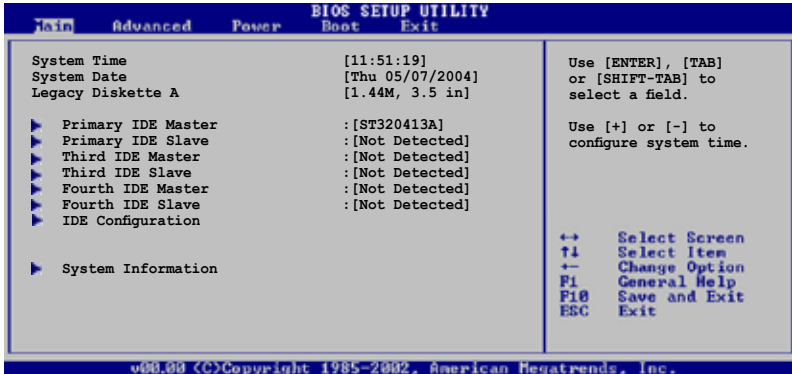 BIOS SETUP UTILITY
Main Advanced Power Boot Exit
System Time [11:51:19]
System Date [Thu 05/07/2004]
Legacy Diskette A [1.44M, 3.5 in]
Primary IDE Master :[ST320413A]
Primary IDE Slave :[Not Detected]
Third IDE Master :[Not Detected]
Third IDE Slave :[Not Detected]
Fourth IDE Master :[Not Detected]
Fourth IDE Slave :[Not Detected]
IDE Configuration
System Information
Use [ENTER], [TAB]
or [SHIFT-TAB] to
select a field.
Use [+] or [-] to
configure system time.
↔ Select Screen
↑↓ Select Item
+- Change Option
F1 General Help
F10 Save and Exit
ESC Exit
v00.00 (C)Copyright 1985-2002, American Megatrends, Inc.